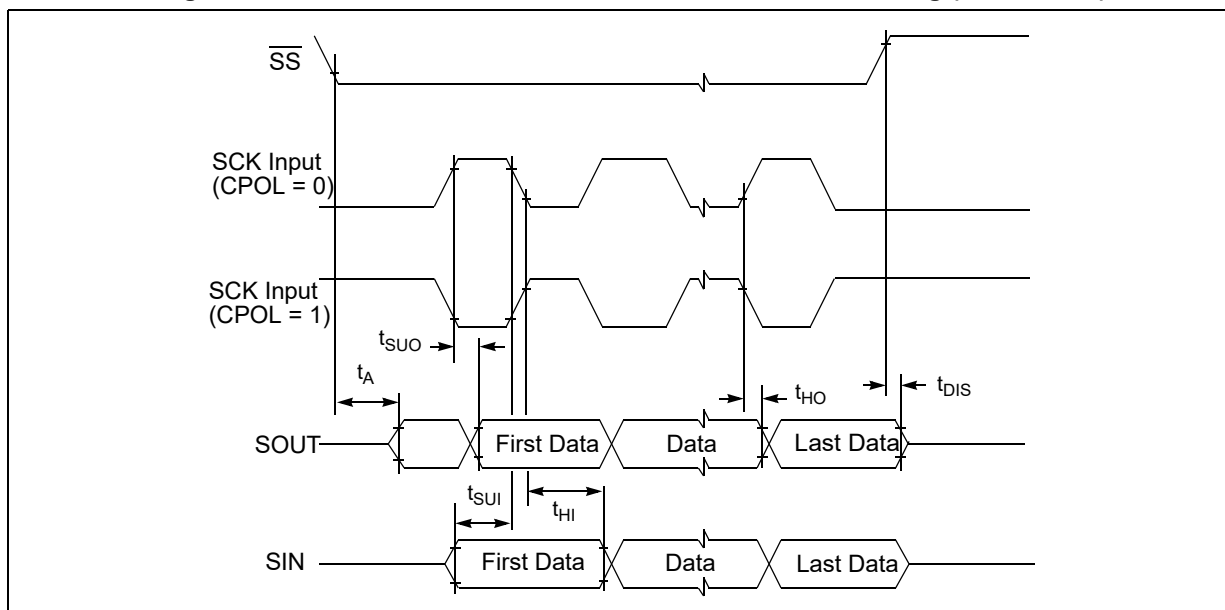 SS
SCK Input
(CPOL = 0)
SCK Input
(CPOL = 1)
tSUO
tA
tHO
tDIS
SOUT
First Data
Data
Last Data
tSUI
tHI
SIN
First Data
Data
Last Data